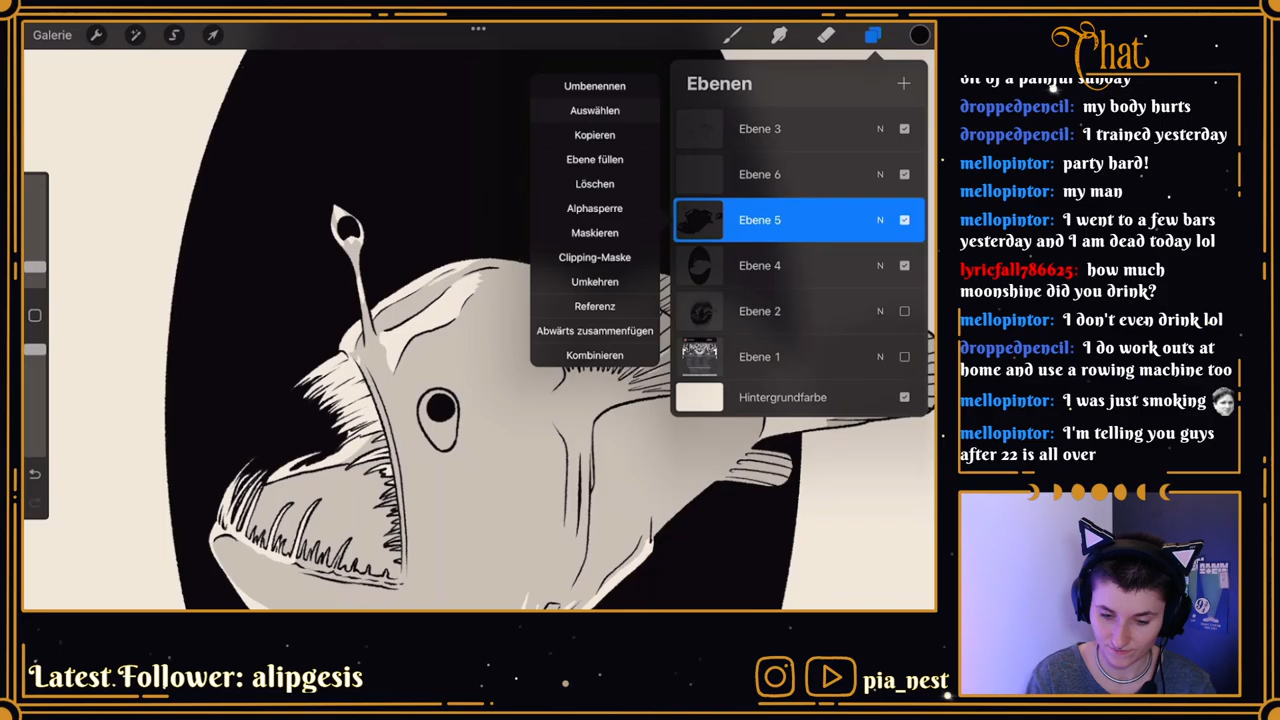 Galerie
Umbenennen
Auswählen
Kopieren
Ebene füllen
Löschen
Alphasperre
Maskieren
Clipping-Maske
Umkehren
Referenz
Abwärts zusammenfügen
Kombinieren
Ebenen
Ebene 3 N
Ebene 6 N
Ebene 5 N
Ebene 4 N
Ebene 2 N
Ebene 1 N
Hintergrundfarbe
Chat
bit of a painful sunday
droppedpencil: my body hurts
droppedpencil: I trained yesterday
mellopintor: party hard!
mellopintor: my man
mellopintor: I went to a few bars
yesterday and I am dead today lol
lyricfall786625: how much
moonshine did you drink?
mellopintor: I don't even drink lol
droppedpencil: I do work outs at
home and use a rowing machine too
mellopintor: I was just smoking
mellopintor: I'm telling you guys
after 22 is all over
Latest Follower: alipgesis
pia_nest